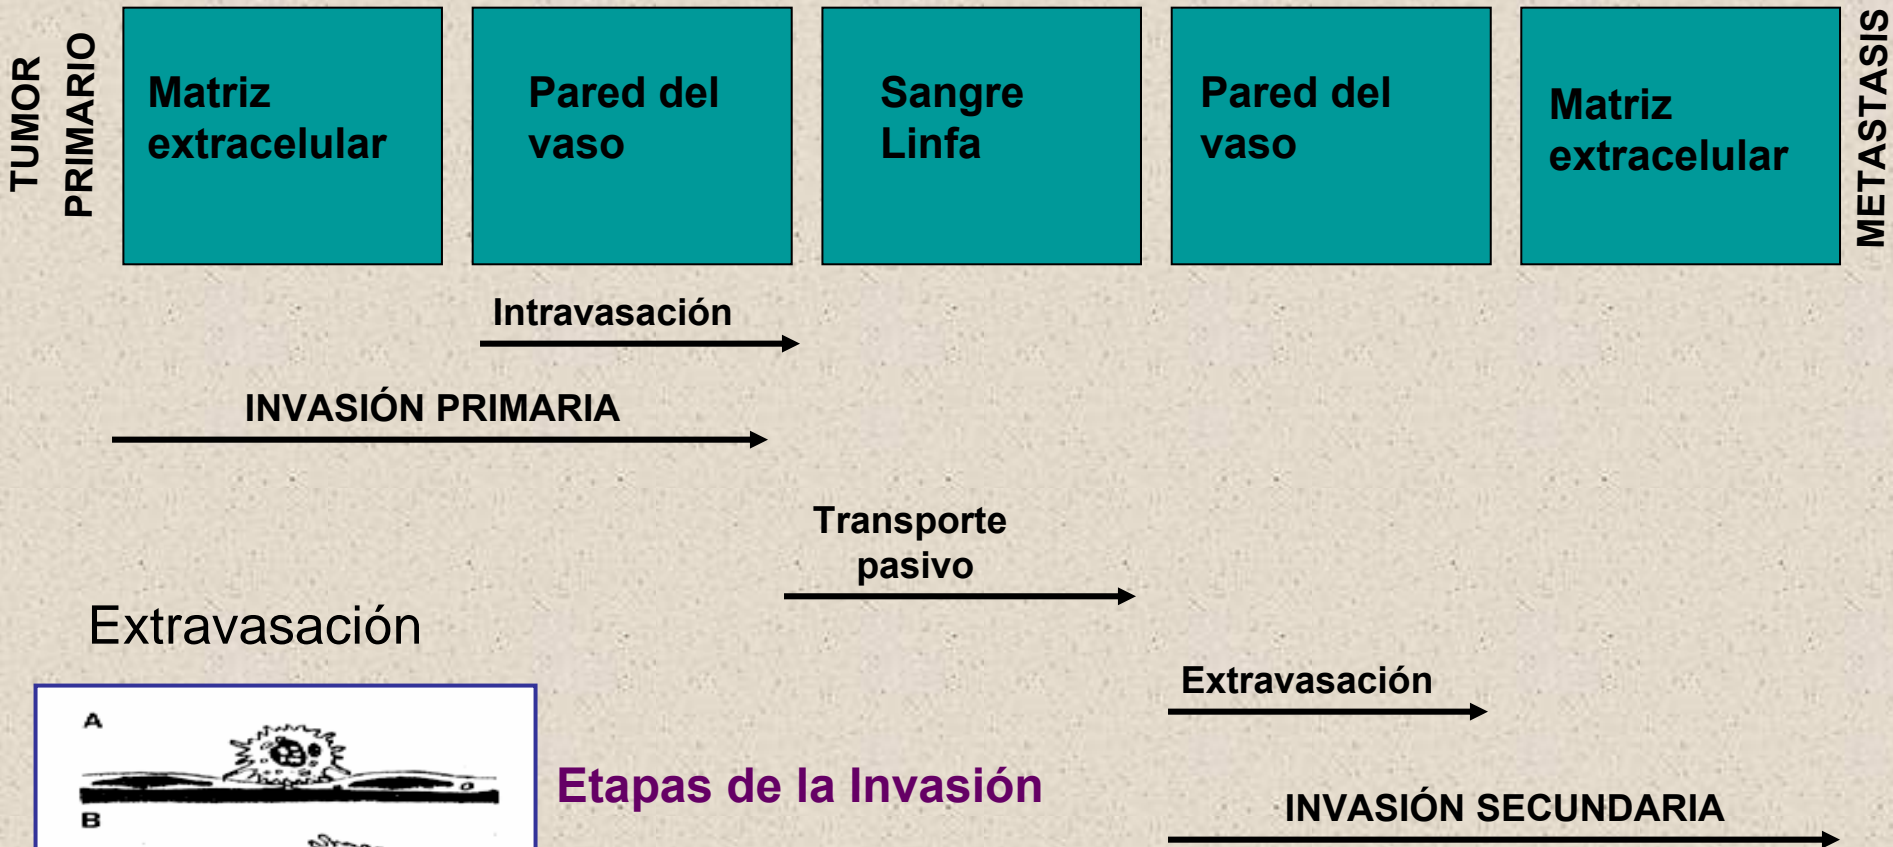 TUMOR
PRIMARIO
Matriz
extracelular
Pared del
vaso
Sangre
Linfa
Pared del
vaso
Matriz
extracelular
METASTASIS
Intravasación
INVASIÓN PRIMARIA
Transporte
pasivo
Extravasación
Extravasación
A
B
Etapas de la Invasión
INVASIÓN SECUNDARIA